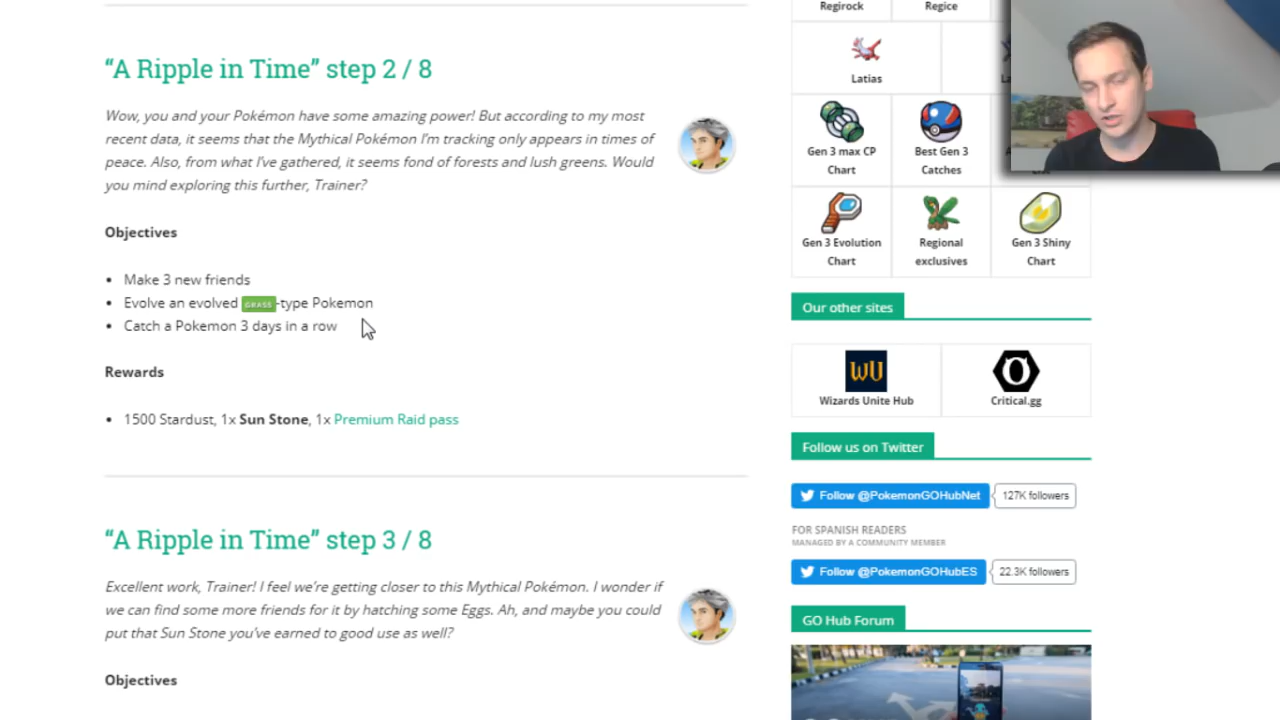 “A Ripple in Time” step 2 / 8
Wow, you and your Pokémon have some amazing power! But according to my most
recent data, it seems that the Mythical Pokémon I’m tracking only appears in times of
peace. Also, from what I’ve gathered, it seems fond of forests and lush greens. Would
you mind exploring this further, Trainer?
Objectives
Make 3 new friends
Evolve an evolved GRASS-type Pokemon
Catch a Pokemon 3 days in a row
Rewards
1500 Stardust, 1x Sun Stone, 1x Premium Raid pass
“A Ripple in Time” step 3 / 8
Excellent work, Trainer! I feel we’re getting closer to this Mythical Pokémon. I wonder if
we can find some more friends for it by hatching some Eggs. Ah, and maybe you could
put that Sun Stone you’ve earned to good use as well?
Objectives
Regirock
Regice
Latias
Gen 3 max CP
Chart
Best Gen 3
Catches
Gen 3 Evolution
Chart
Regional
exclusives
Gen 3 Shiny
Chart
Our other sites
WU
Wizards Unite Hub
Critical.gg
Follow us on Twitter
Follow @PokemonGOHubNet
127K followers
FOR SPANISH READERS
MANAGED BY A COMMUNITY MEMBER
Follow @PokemonGOHubES
22.3K followers
GO Hub Forum